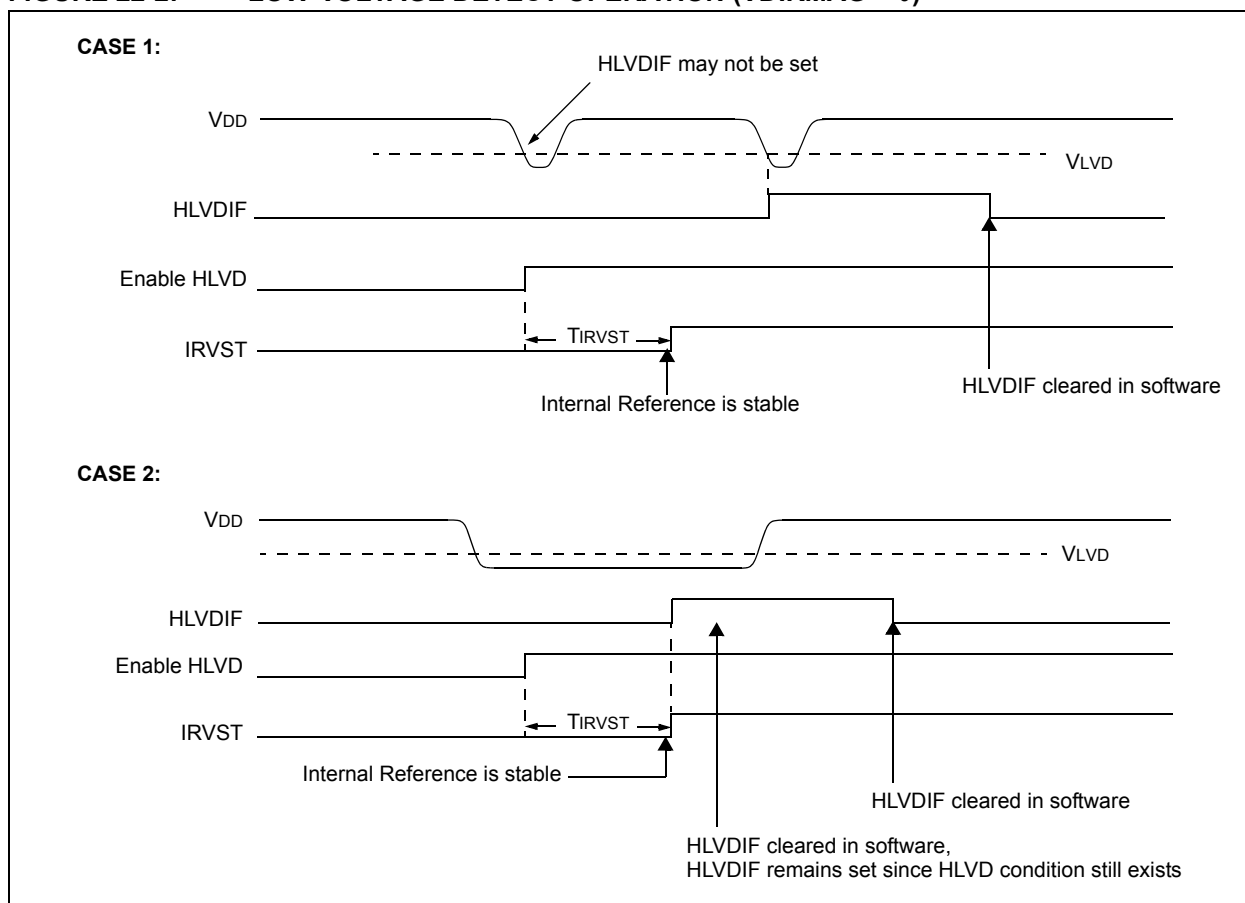 CASE 1:
HLVDIF may not be set
VDD
VLVD
HLVDIF
Enable HLVD
TIRVST
IRVST
HLVDIF cleared in software
Internal Reference is stable
CASE 2:
VDD
VLVD
HLVDIF
Enable HLVD
TIRVST
IRVST
Internal Reference is stable
HLVDIF cleared in software
HLVDIF cleared in software,
HLVDIF remains set since HLVD condition still exists